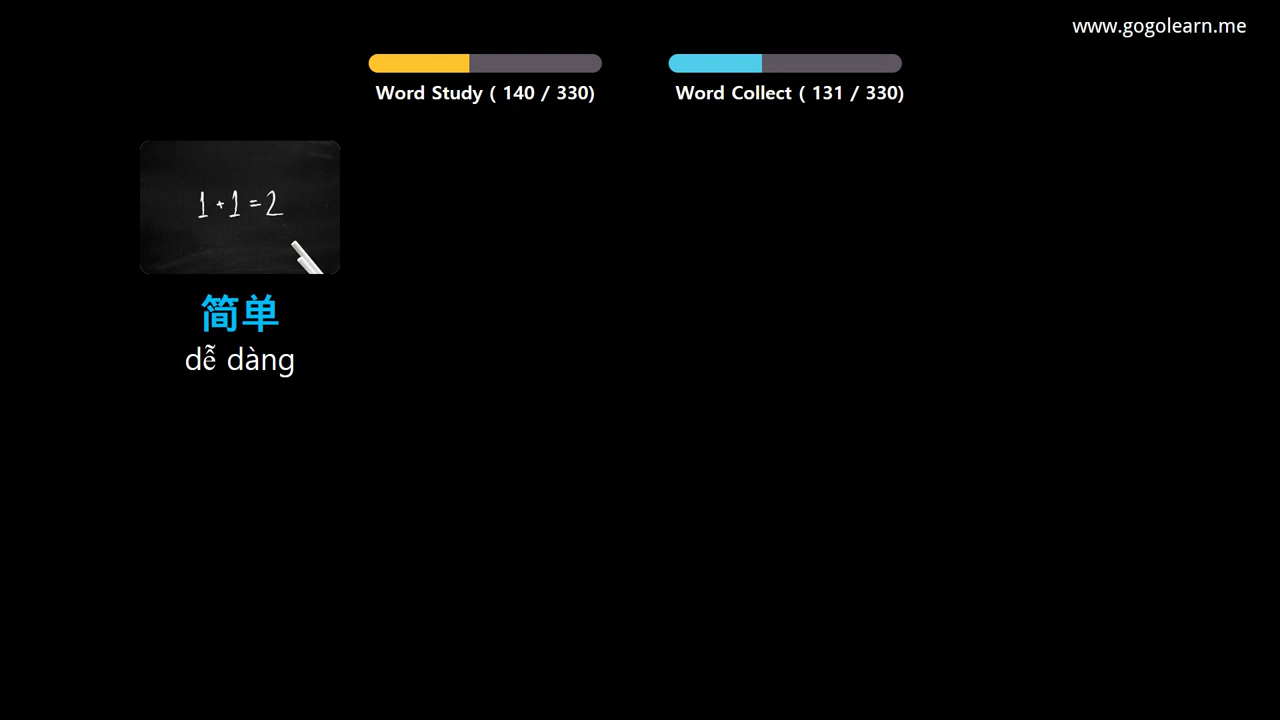 www.gogolearn.me
Word Study ( 140 / 330)
Word Collect ( 131 / 330)
1+1=2
简单
dễ dàng